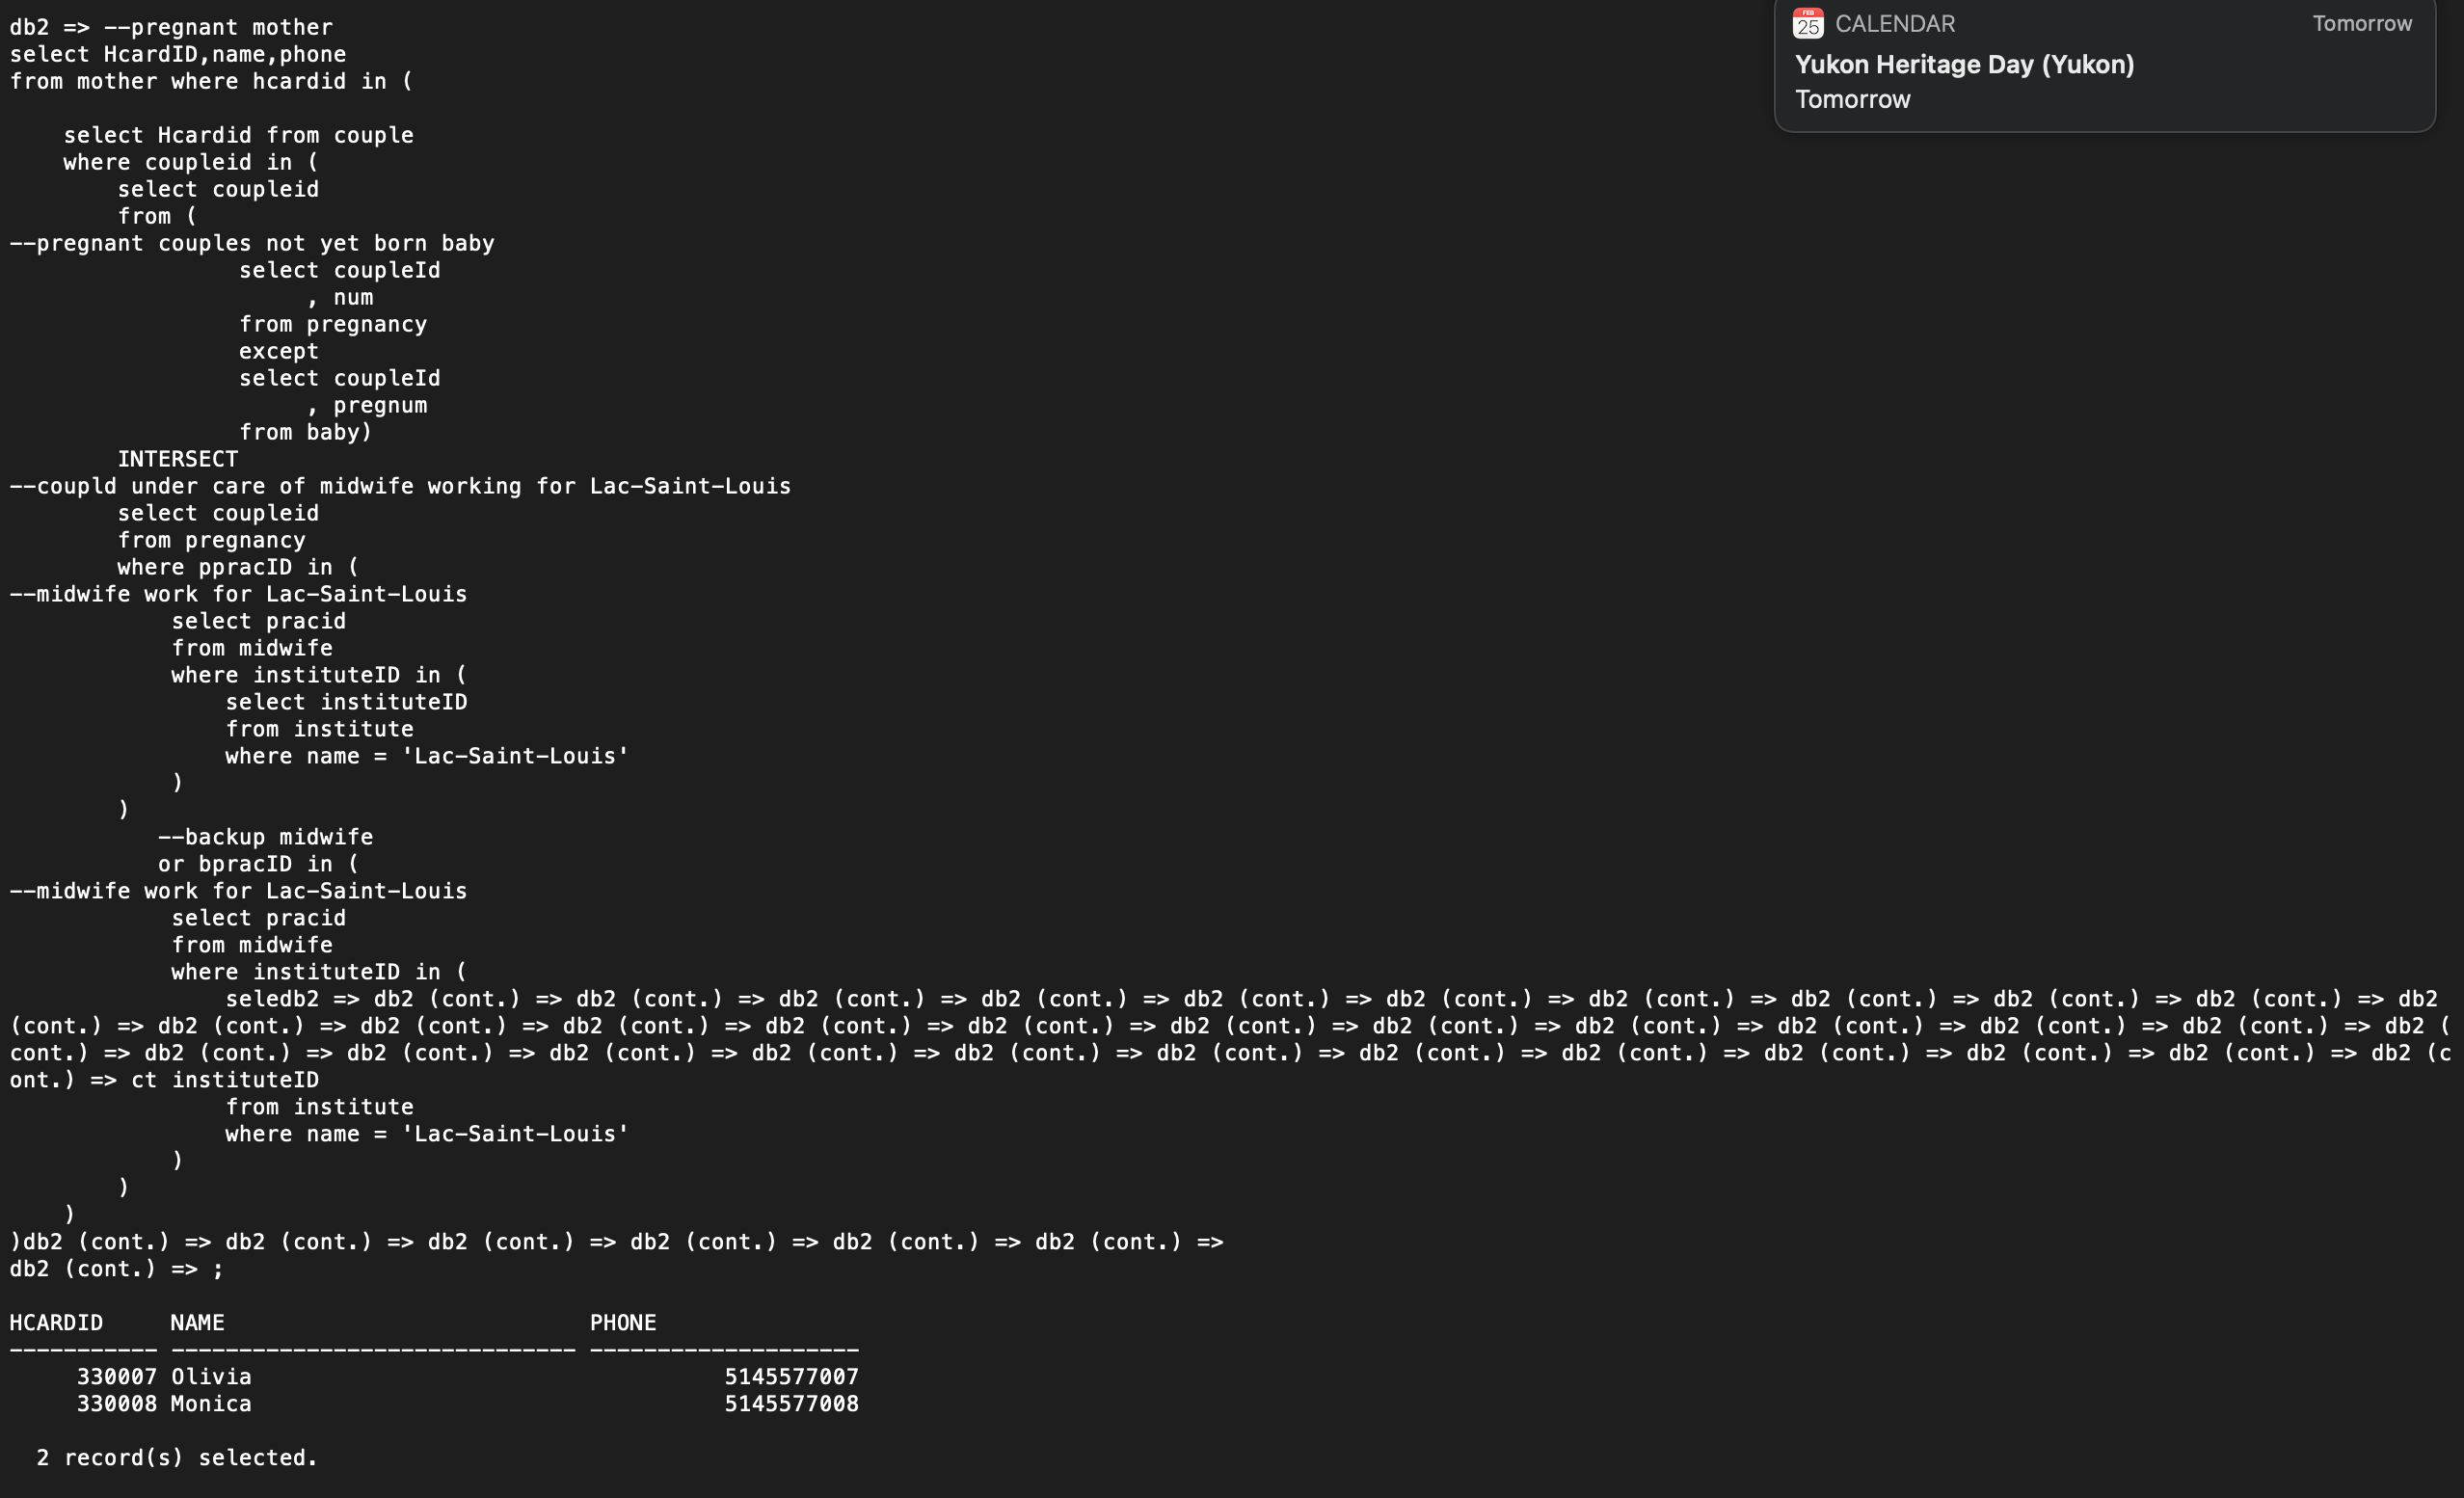 db2 => --pregnant mother
select HcardID,name,phone
from mother where hcardid in (
    select Hcardid from couple
    where coupleid in (
        select coupleid
        from (
--pregnant couples not yet born baby
                 select coupleId
                      , num
                 from pregnancy
                 except
                 select coupleId
                      , pregnum
                 from baby)
        INTERSECT
--coupld under care of midwife working for Lac-Saint-Louis
        select coupleid
        from pregnancy
        where ppracID in (
--midwife work for Lac-Saint-Louis
            select pracid
            from midwife
            where instituteID in (
                select instituteID
                from institute
                where name = 'Lac-Saint-Louis'
            )
        )
           --backup midwife
           or bpracID in (
--midwife work for Lac-Saint-Louis
            select pracid
            from midwife
            where instituteID in (
                seledb2 => db2 (cont.) => db2 (cont.) => db2 (cont.) => db2 (cont.) => db2 (cont.) => db2 (cont.) => db2 (cont.) => db2 (cont.) => db2 (cont.) => db2 (cont.) => db2
(cont.) => db2 (cont.) => db2 (cont.) => db2 (cont.) => db2 (cont.) => db2 (cont.) => db2 (cont.) => db2 (cont.) => db2 (cont.) => db2 (cont.) => db2 (cont.) => db2 (cont.) => db2 (
cont.) => db2 (cont.) => db2 (cont.) => db2 (cont.) => db2 (cont.) => db2 (cont.) => db2 (cont.) => db2 (cont.) => db2 (cont.) => db2 (cont.) => db2 (cont.) => db2 (cont.) => db2 (c
ont.) => ct instituteID
                from institute
                where name = 'Lac-Saint-Louis'
            )
        )
    )
)db2 (cont.) => db2 (cont.) => db2 (cont.) => db2 (cont.) => db2 (cont.) => db2 (cont.) =>
db2 (cont.) => ;
HCARDID     NAME                           PHONE
----------- ------------------------------ --------------------
     330007 Olivia                                   5145577007
     330008 Monica                                   5145577008
  2 record(s) selected.
FEB
25
CALENDAR
Tomorrow
Yukon Heritage Day (Yukon)
Tomorrow